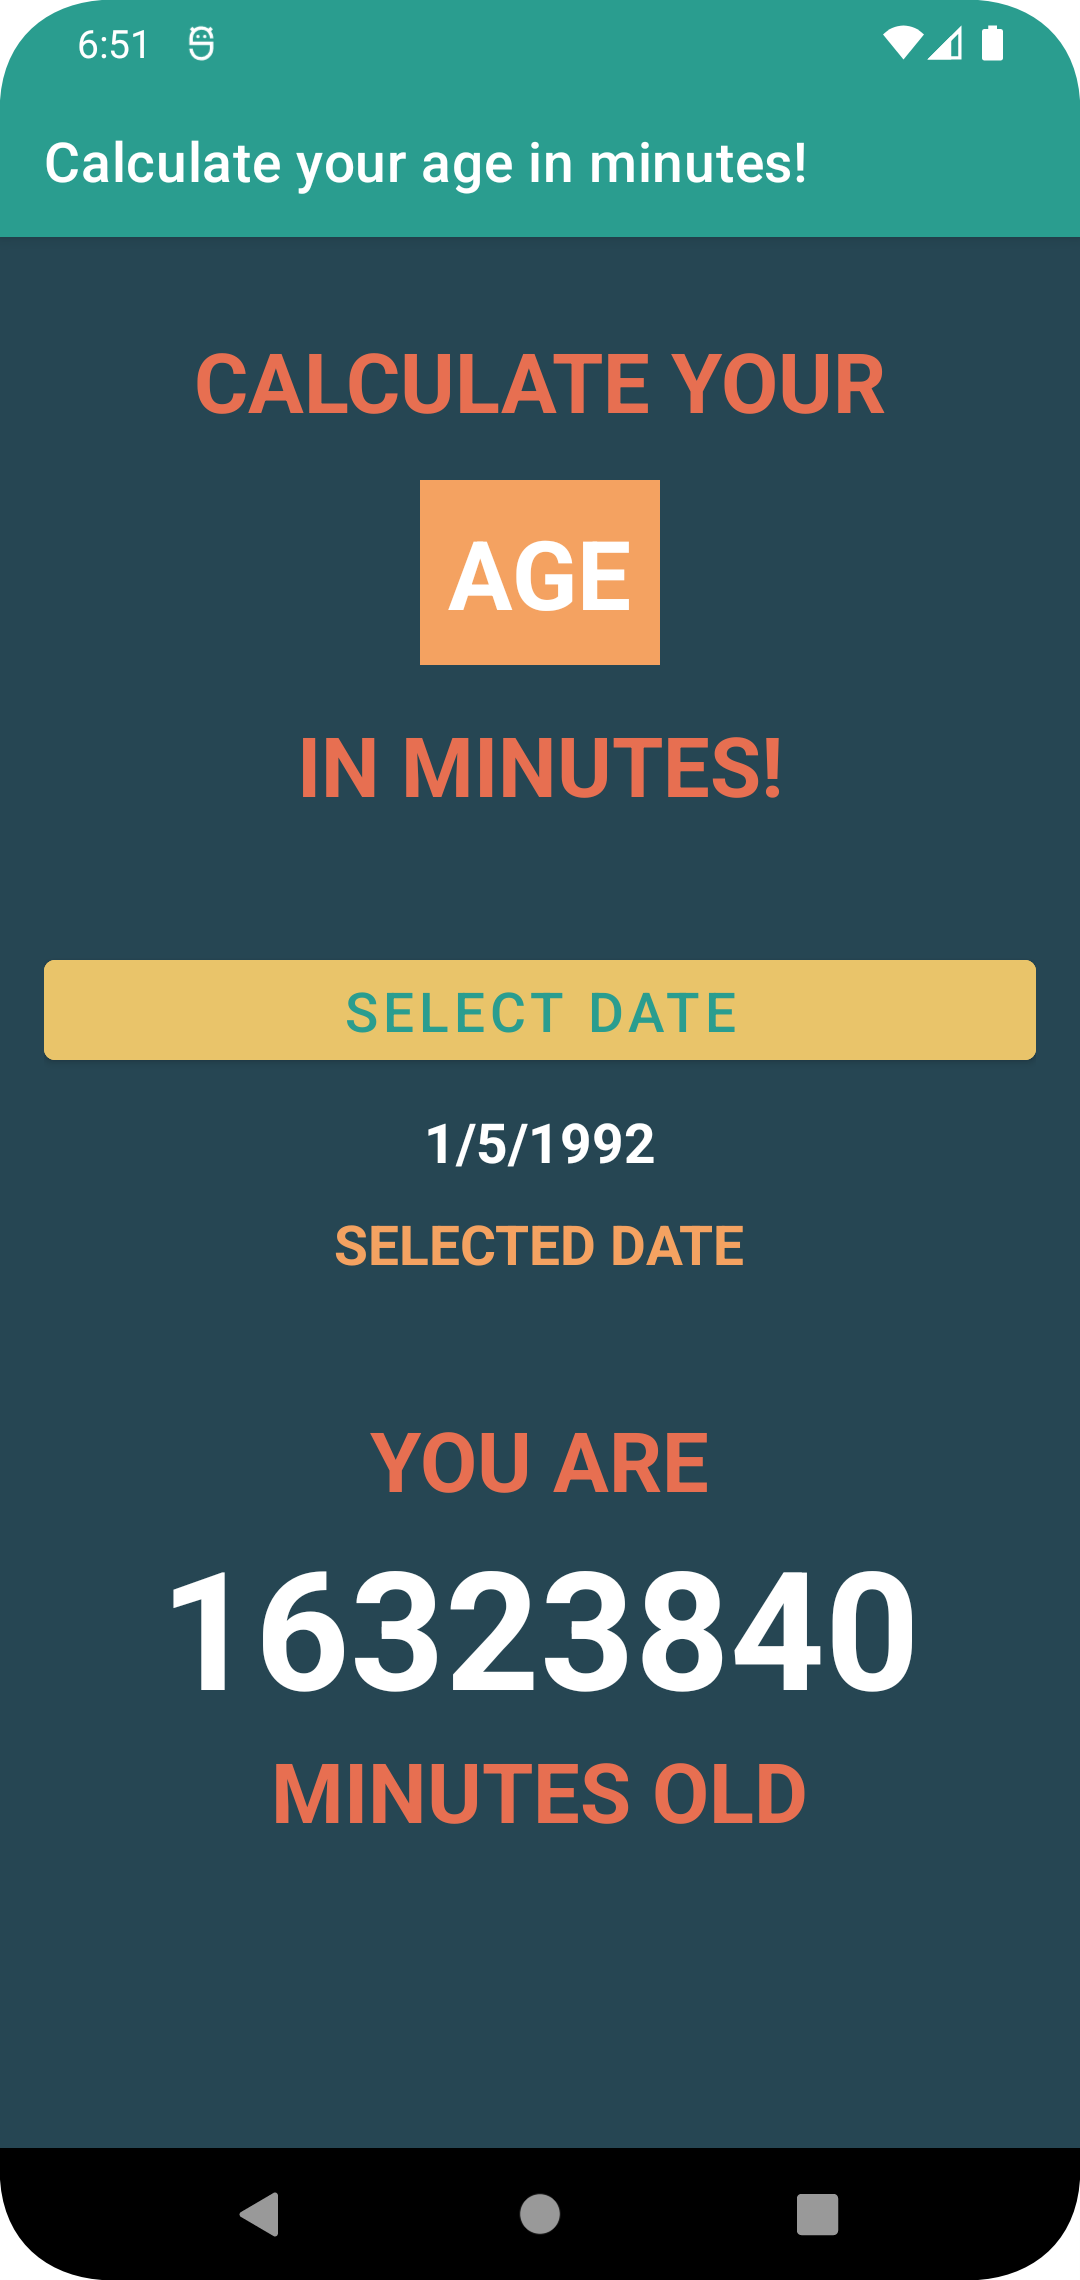 6:51
Calculate your age in minutes!
CALCULATE YOUR
AGE
IN MINUTES!
SELECT DATE
1/5/1992
SELECTED DATE
YOU ARE
16323840
MINUTES OLD